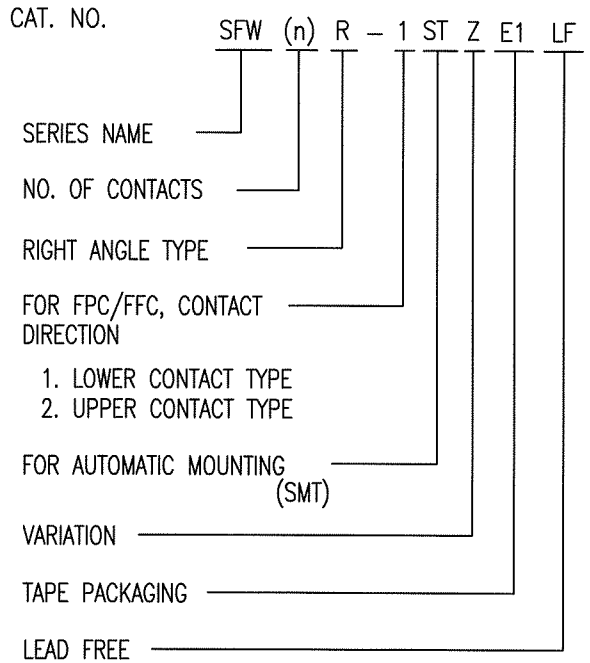 CAT. NO.
SFW (n) R - 1 ST Z E1 LF
SERIES NAME
NO. OF CONTACTS
RIGHT ANGLE TYPE
FOR FPC/FFC, CONTACT
DIRECTION
1. LOWER CONTACT TYPE
2. UPPER CONTACT TYPE
FOR AUTOMATIC MOUNTING
(SMT)
VARIATION
TAPE PACKAGING
LEAD FREE